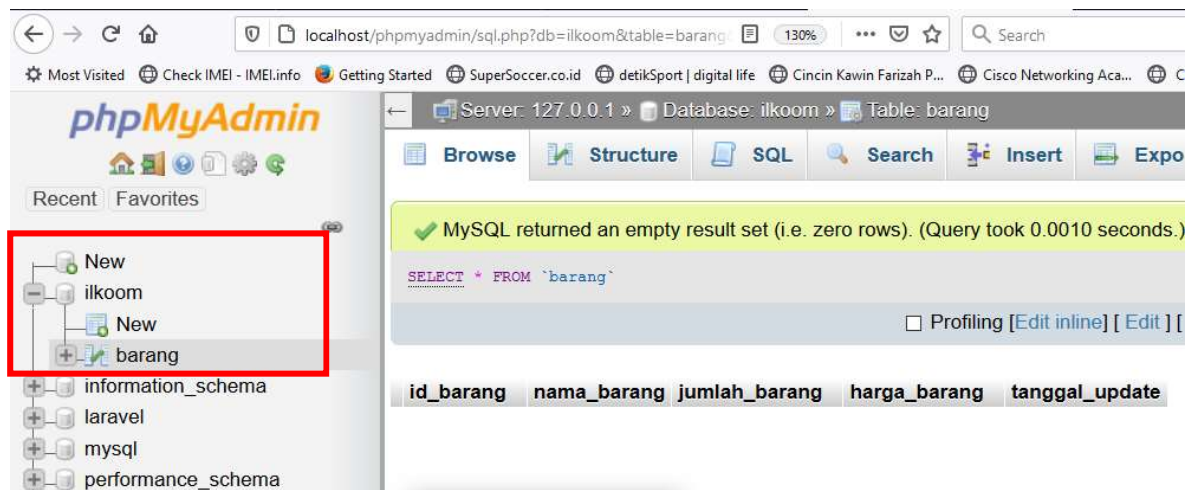 localhost/phpmyadmin/sql.php?db=ilkoom&table=barang 130% Search
Most Visited Check IMEI - IMEI.info Getting Started SuperSoccer.co.id detikSport | digital life Cincin Kawin Farizah P... Cisco Networking Aca... C
phpMyAdmin
Recent Favorites
New
ilkoom
New
barang
information_schema
laravel
mysql
performance_schema
Server: 127.0.0.1 » Database: ilkoom » Table: barang
Browse Structure SQL Search Insert Expo
MySQL returned an empty result set (i.e. zero rows). (Query took 0.0010 seconds.)
SELECT * FROM `barang`
Profiling [Edit inline] [ Edit ] [
id_barang nama_barang jumlah_barang harga_barang tanggal_update